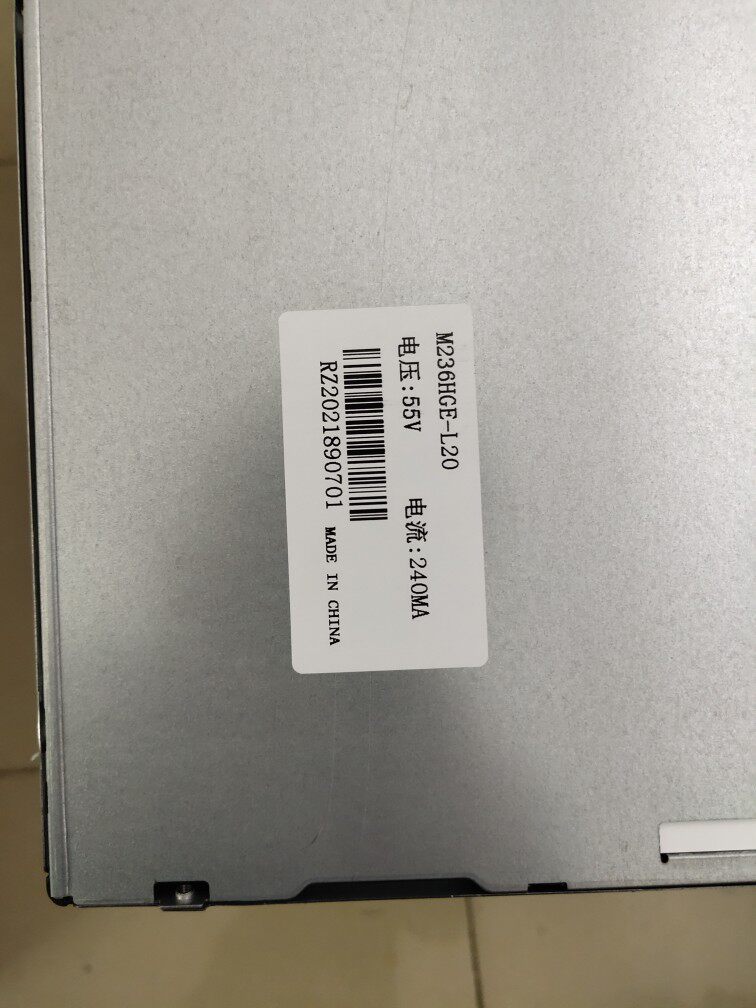 M236HGE-L20
电压:55V 电流:240MA
RZ2021890701 MADE IN CHINA